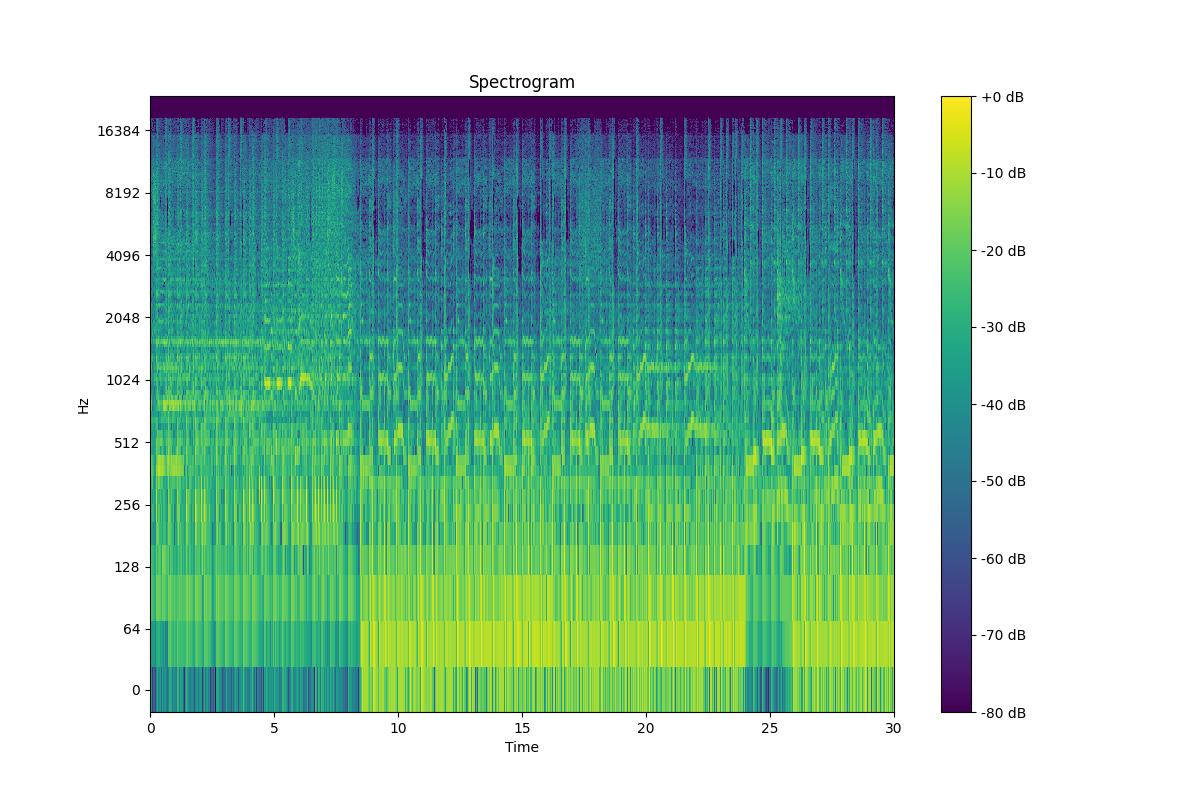 Spectrogram
16384
8192
4096
2048
1024
512
256
128
64
0
Hz
0 5 10 15 20 25 30
Time
+0 dB
-10 dB
-20 dB
-30 dB
-40 dB
-50 dB
-60 dB
-70 dB
-80 dB